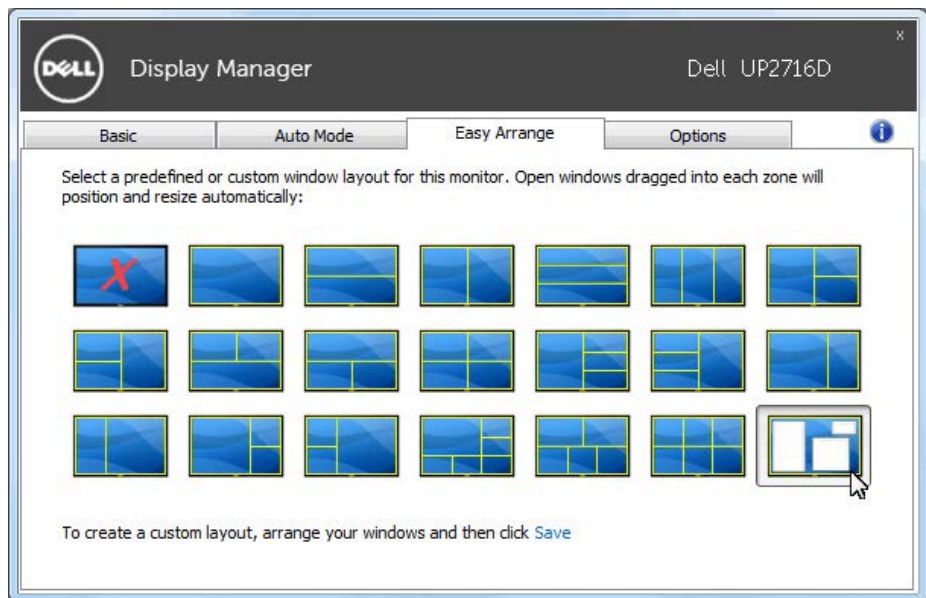 DELL Display Manager Dell UP2716D x
Basic Auto Mode Easy Arrange Options i
Select a predefined or custom window layout for this monitor. Open windows dragged into each zone will
position and resize automatically:
X
To create a custom layout, arrange your windows and then click Save